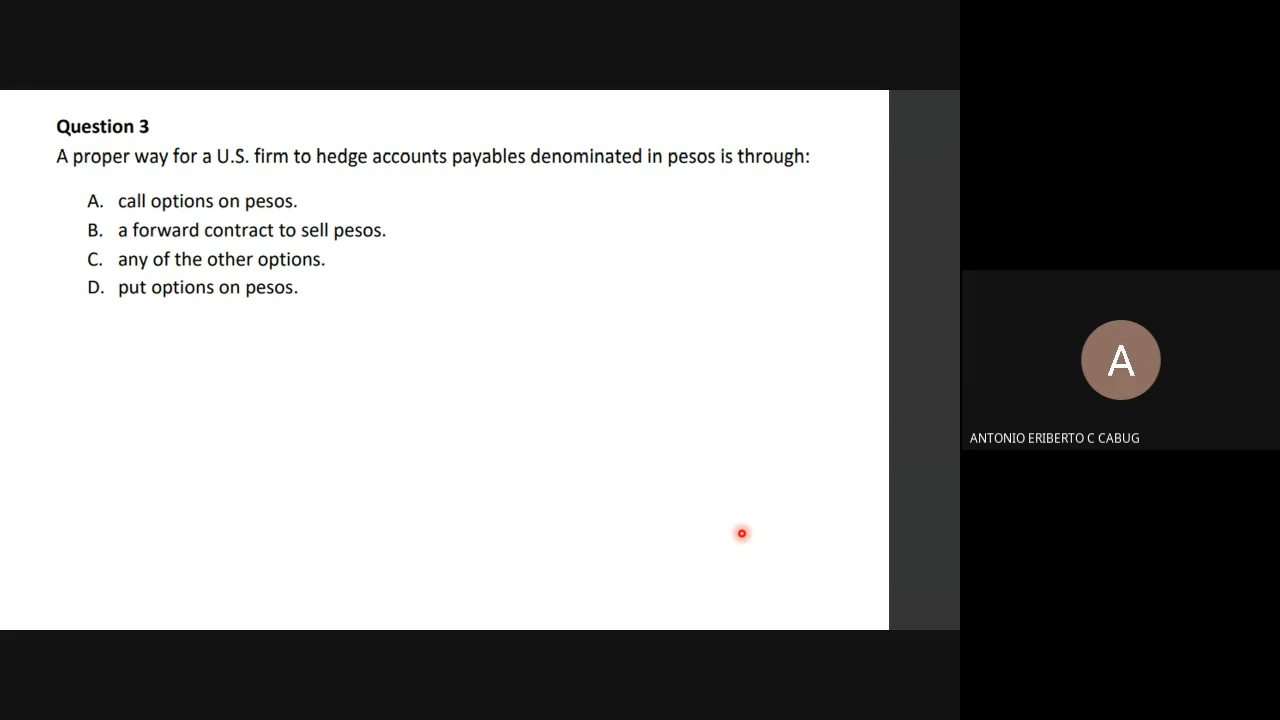 Question 3
A proper way for a U.S. firm to hedge accounts payables denominated in pesos is through:
A. call options on pesos.
B. a forward contract to sell pesos.
C. any of the other options.
D. put options on pesos.
A
ANTONIO ERIBERTO C CABUG